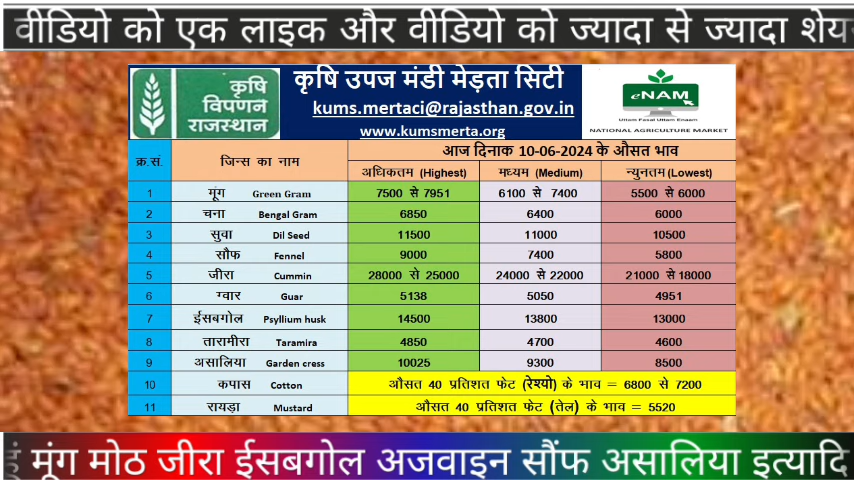 वीडियो को एक लाइक और वीडियो को ज्यादा से ज्यादा
कृषि
विपणन
राजस्थान
कृषि उपज मंडी मेड़ता सिटी
kums.mertaci@rajasthan.gov.in
www.kumsmerta.org
eNAM
Uttam Fasal Uttam Enaam
NATIONAL AGRICULTURE MARKET
क्र.सं. जिन्स का नाम आज दिनाक 10-06-2024 के औसत भाव
अधिकतम (Highest) मध्यम (Medium) न्युनतम (Lowest)
1 मूंग Green Gram 7500 से 7951 6100 से 7400 5500 से 6000
2 चना Bengal Gram 6850 6400 6000
3 सुवा Dil Seed 11500 11000 10500
4 सौफ Fennel 9000 7400 5800
5 जीरा Cummin 28000 से 25000 24000 से 22000 21000 से 18000
6 ग्वार Guar 5138 5050 4951
7 ईसबगोल Psyllium husk 14500 13800 13000
8 तारामीरा Taramira 4850 4700 4600
9 असालिया Garden cress 10025 9300 8500
10 कपास Cotton औसत 40 प्रतिशत फेट (रेश्यो) के भाव = 6800 से 7200
11 रायड़ा Mustard औसत 40 प्रतिशत फेट (तेल) के भाव = 5520
मूंग मोठ जीरा ईसबगोल अजवाइन सौंफ असालिया इत्यादि